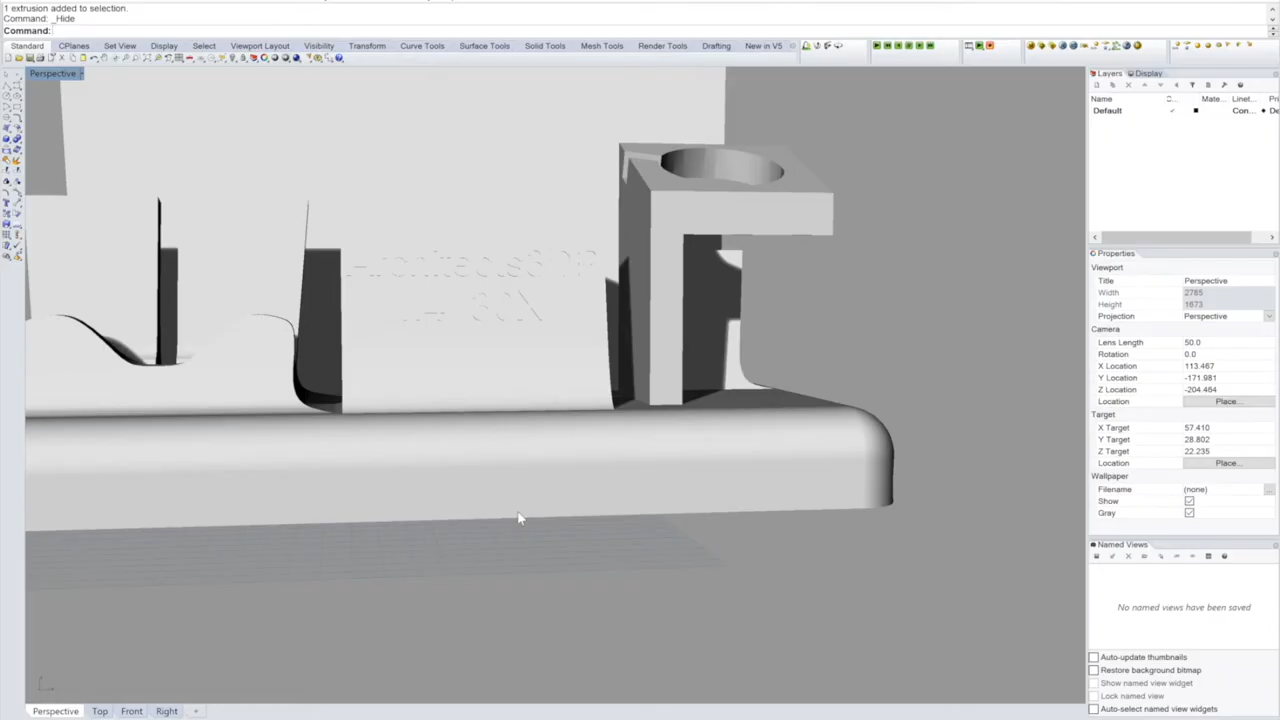 1 extrusion added to selection.
Command: _Hide
Command:
Standard CPlanes Set View Display Select Viewport Layout Visibility Transform Curve Tools Surface Tools Solid Tools Mesh Tools Render Tools Drafting New in V5
Perspective
Layers Display
Name C... Mate... Linet... Pri
Default Con... De
Properties
Viewport
Title Perspective
Width 2785
Height 1673
Projection Perspective
Camera
Lens Length 50.0
Rotation 0.0
X Location 113.467
Y Location -171.981
Z Location -204.464
Location Place...
Target
X Target 57.410
Y Target 28.802
Z Target 22.235
Location Place...
Wallpaper
Filename (none) ...
Show
Gray
Named Views
No named views have been saved
Auto-update thumbnails
Restore background bitmap
Show named view widget
Lock named view
Auto-select named view widgets
Perspective Top Front Right +